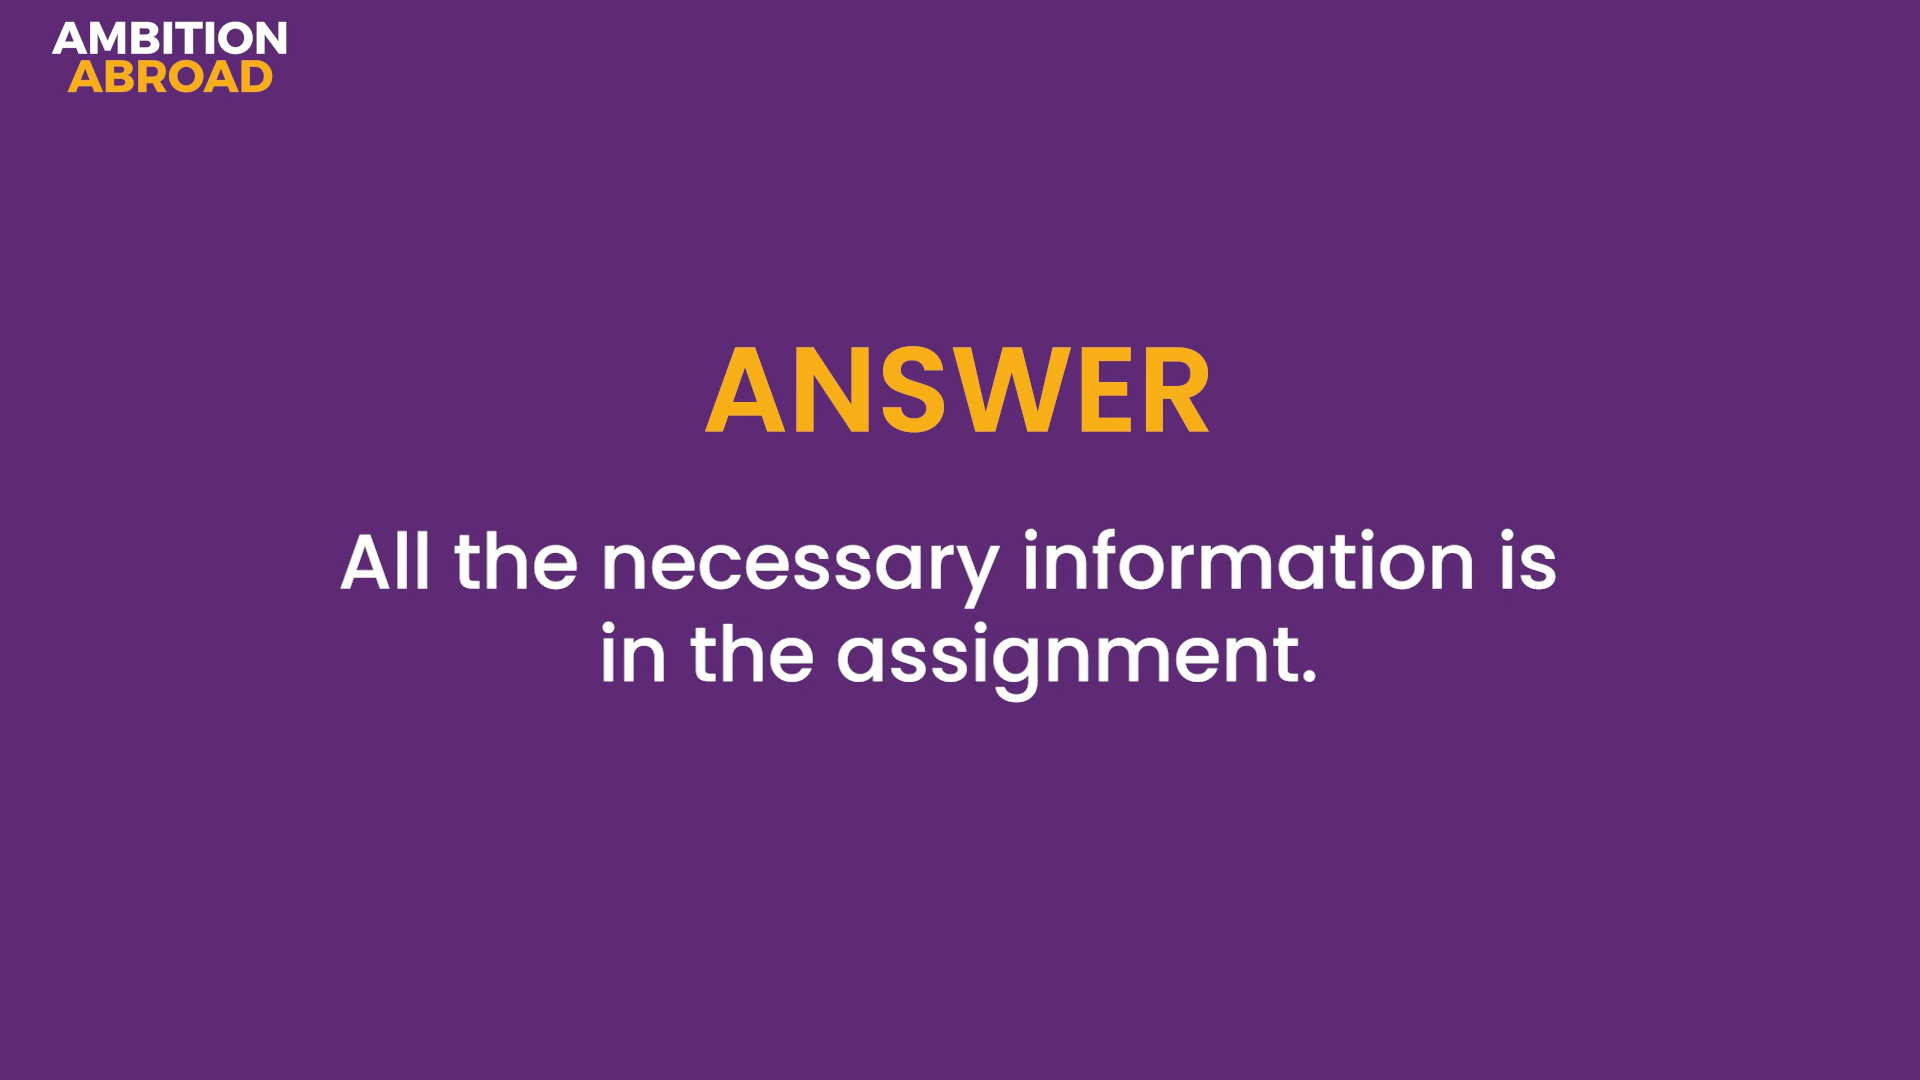 AMBITION
ABROAD
ANSWER
All the necessary information is
in the assignment.